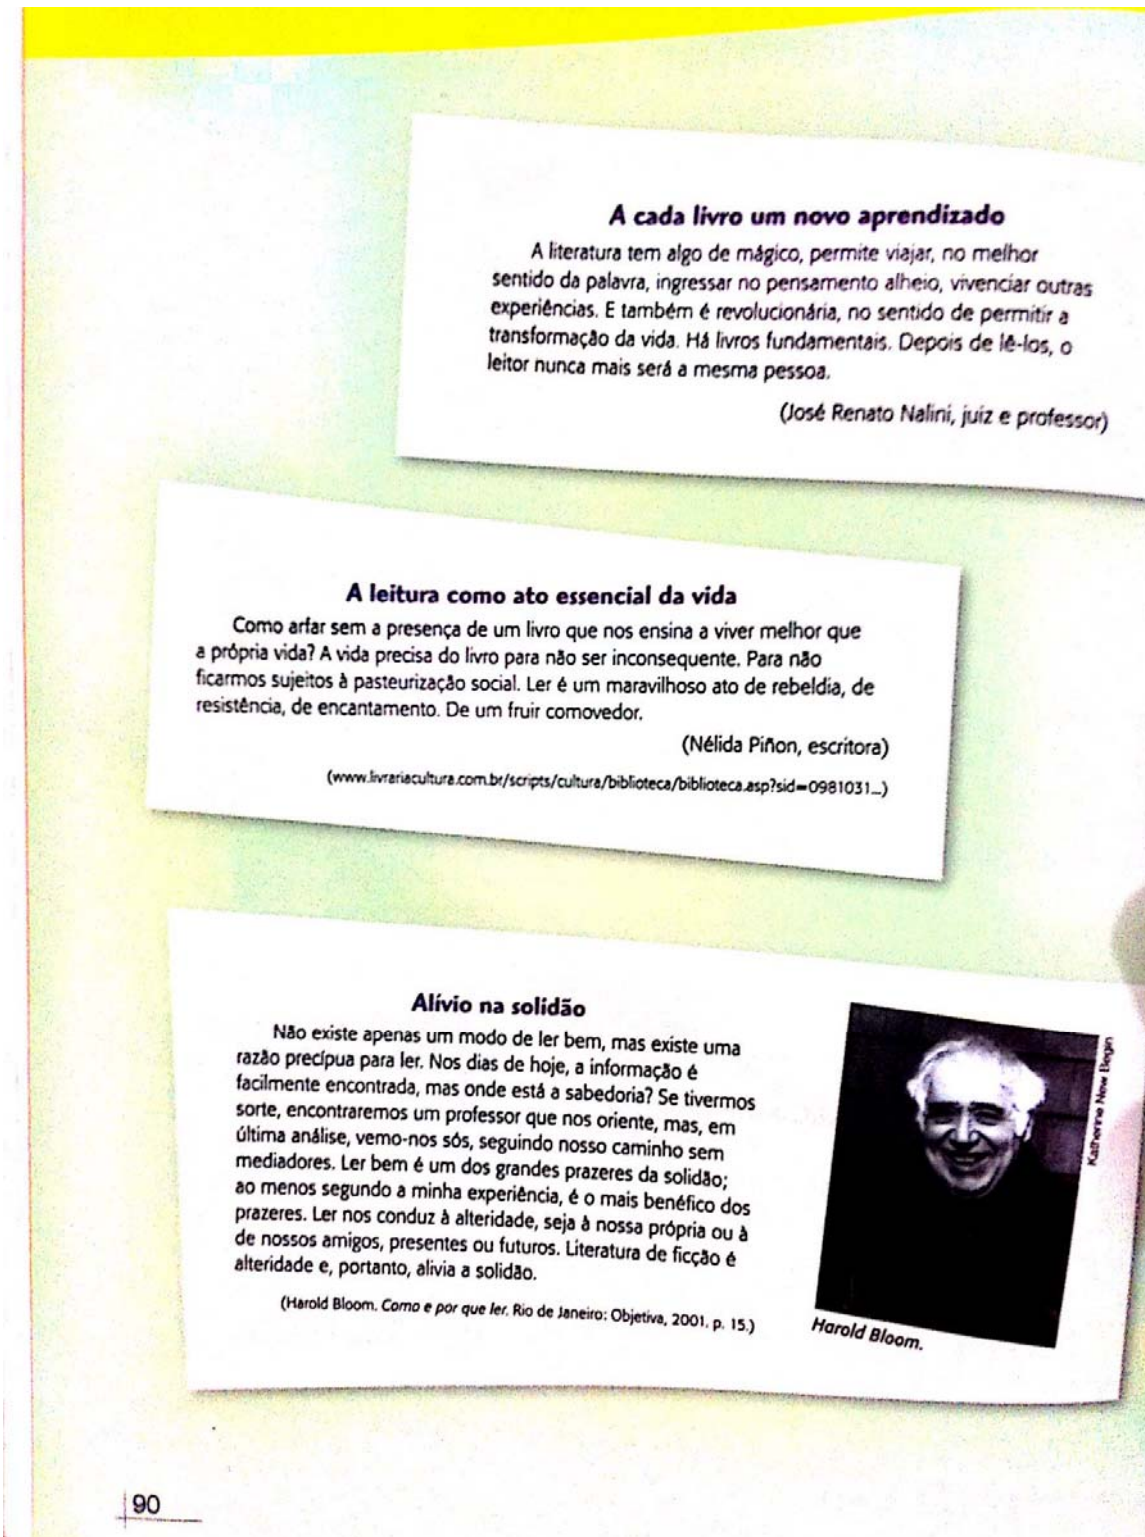 A cada livro um novo aprendizado
A literatura tem algo de mágico, permite viajar, no melhor
sentido da palavra, ingressar no pensamento alheio, vivenciar outras
experiências. E também é revolucionária, no sentido de permitir a
transformação da vida. Há livros fundamentais. Depois de lê-los, o
leitor nunca mais será a mesma pessoa.
(José Renato Nalini, juiz e professor)
A leitura como ato essencial da vida
Como arfar sem a presença de um livro que nos ensina a viver melhor que
a própria vida? A vida precisa do livro para não ser inconsequente. Para não
ficarmos sujeitos à pasteurização social. Ler é um maravilhoso ato de rebeldia, de
resistência, de encantamento. De um fruir comovedor.
(Nélida Piñon, escritora)
(www.livrariacultura.com.br/scripts/cultura/biblioteca/biblioteca.asp?sid=0981031...)
Alívio na solidão
Não existe apenas um modo de ler bem, mas existe uma
razão precípua para ler. Nos dias de hoje, a informação é
facilmente encontrada, mas onde está a sabedoria? Se tivermos
sorte, encontraremos um professor que nos oriente, mas, em
última análise, vemo-nos sós, seguindo nosso caminho sem
mediadores. Ler bem é um dos grandes prazeres da solidão;
ao menos segundo a minha experiência, é o mais benéfico dos
prazeres. Ler nos conduz à alteridade, seja à nossa própria ou à
de nossos amigos, presentes ou futuros. Literatura de ficção é
alteridade e, portanto, alivia a solidão.
(Harold Bloom. Como e por que ler. Rio de Janeiro: Objetiva, 2001. p. 15.)
Katherine New Elegin
Harold Bloom.
90